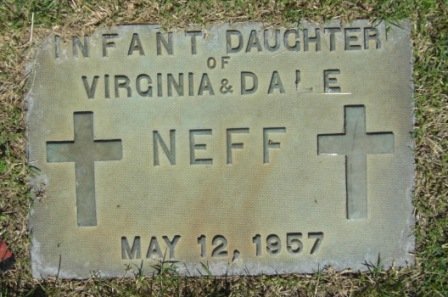 INFANT DAUGHTER
OF
VIRGINIA & DALE
NEFF
MAY 12, 1957